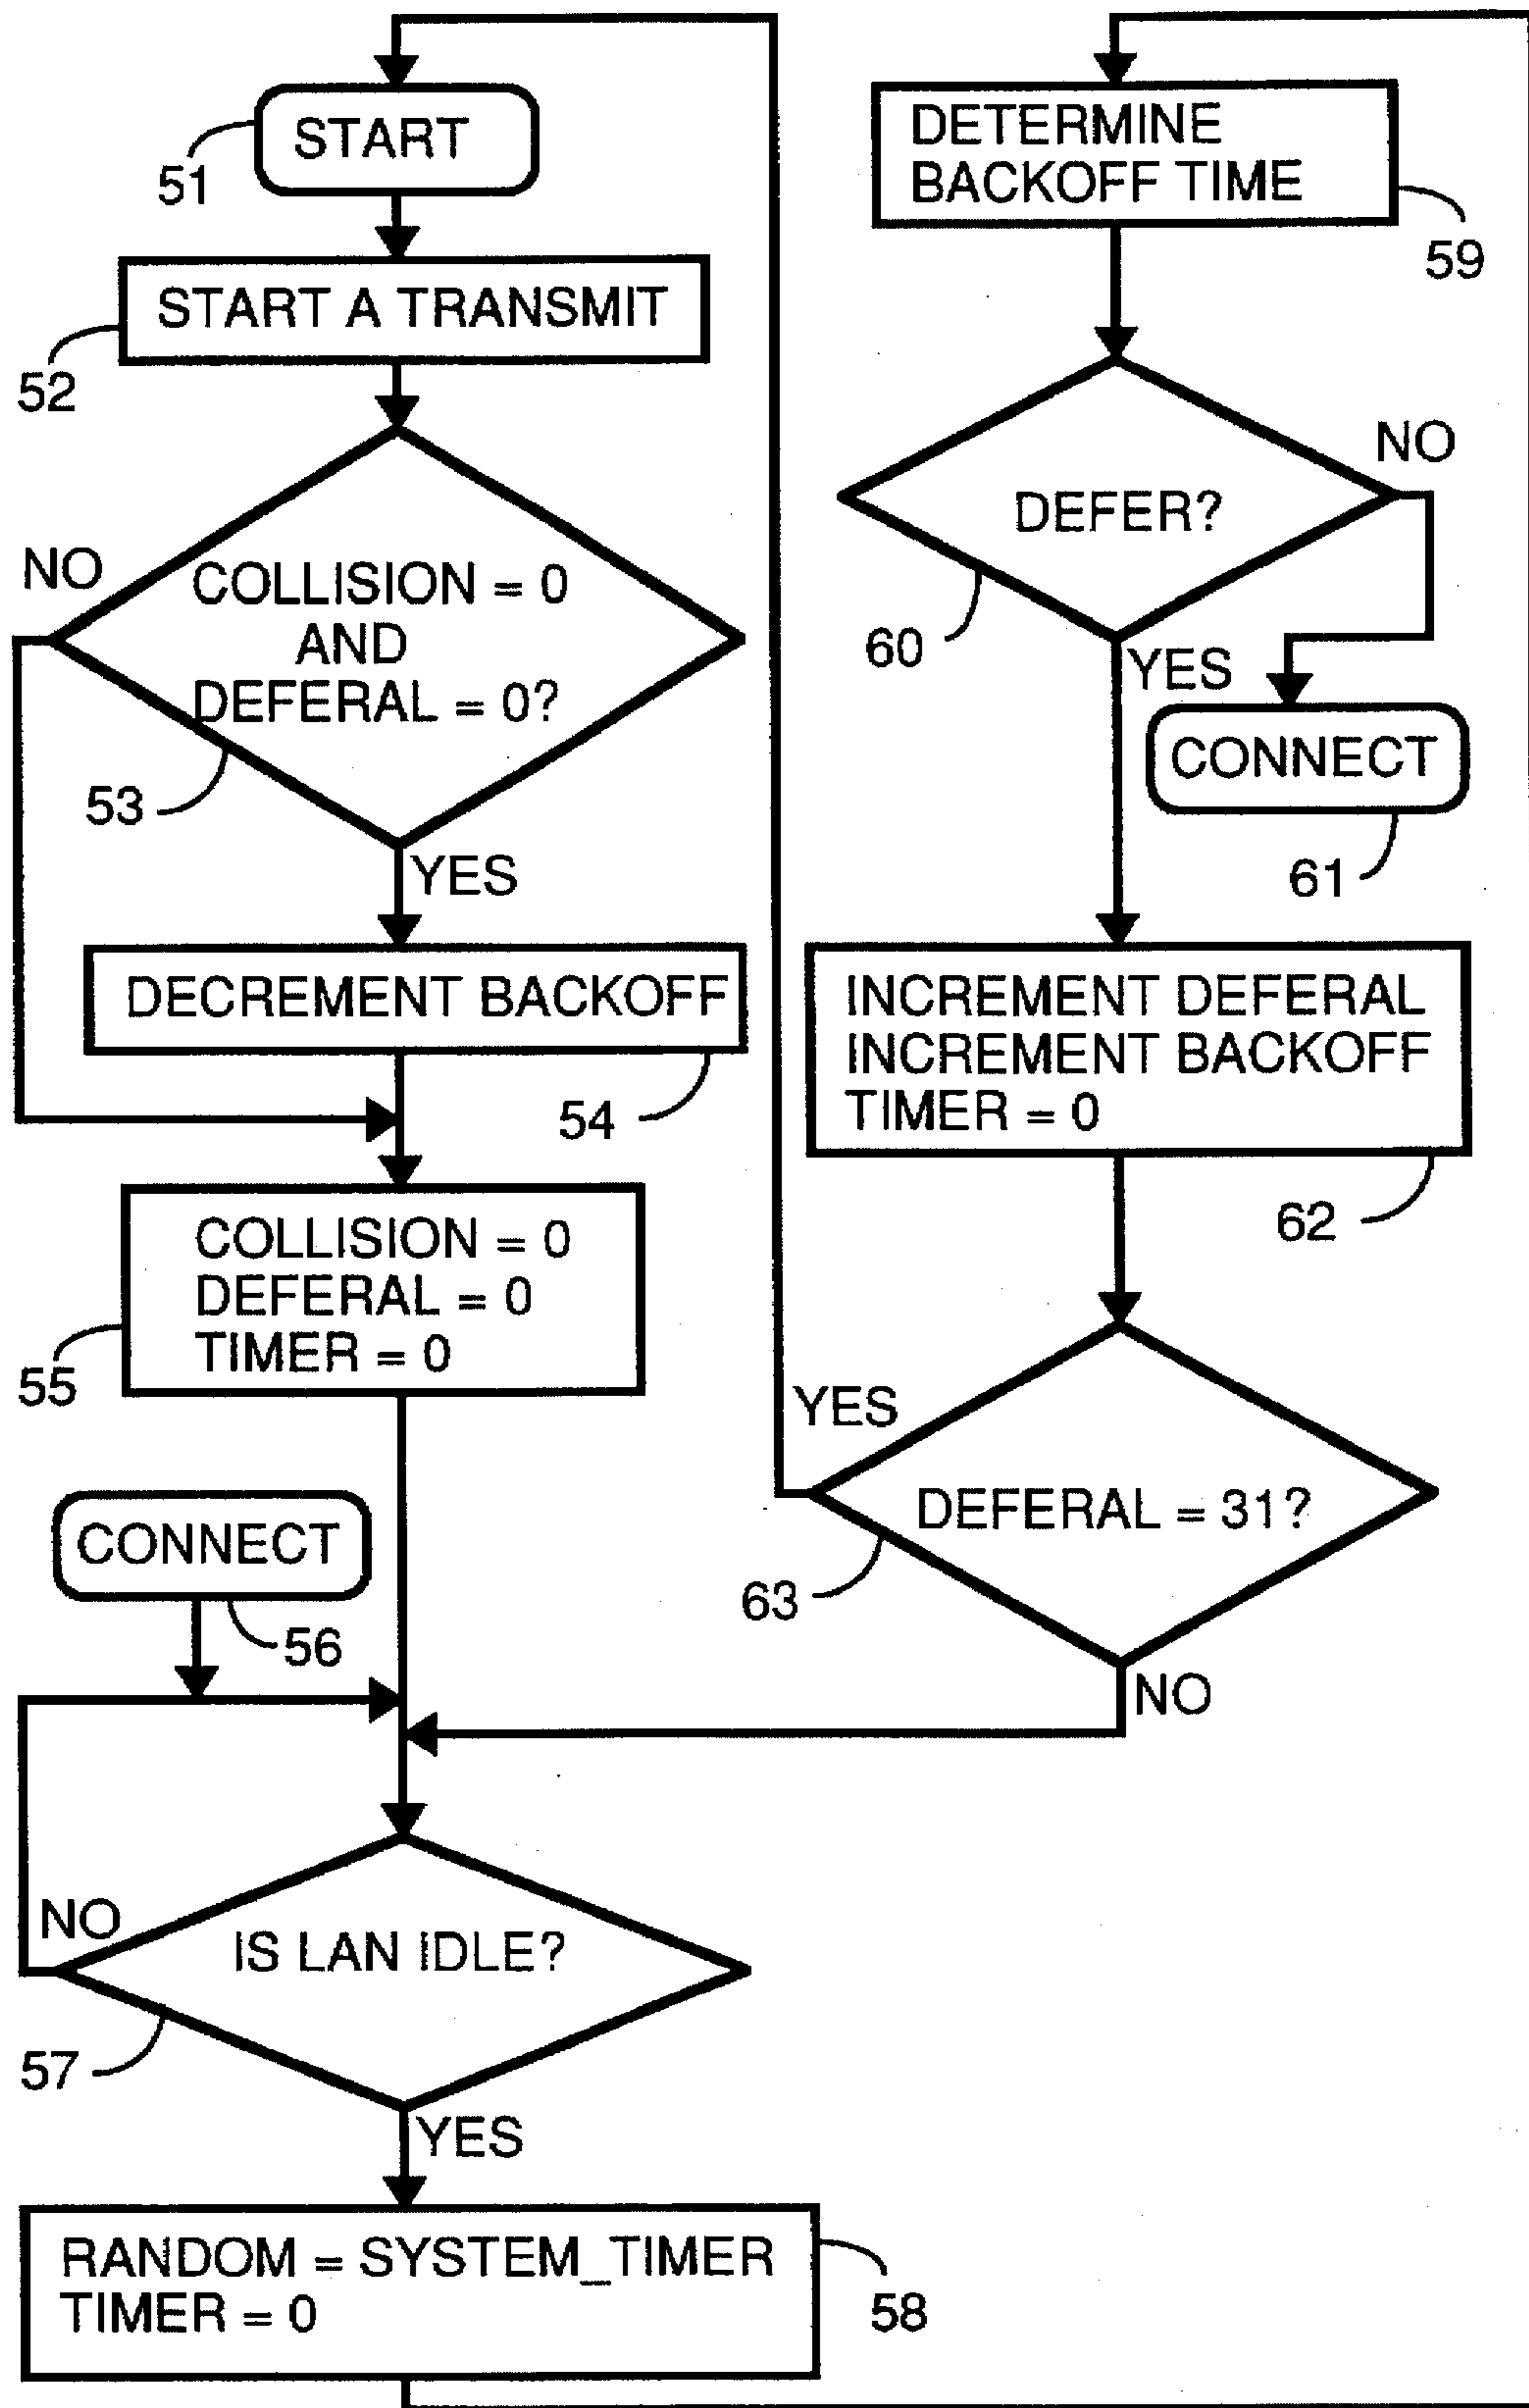 START
51
START A TRANSMIT
52
NO
COLLISION = 0
AND
DEFERAL = 0?
53
YES
DECREMENT BACKOFF
54
COLLISION = 0
DEFERAL = 0
TIMER = 0
55
CONNECT
56
NO
IS LAN IDLE?
57
YES
RANDOM = SYSTEM_TIMER
TIMER = 0
58
DETERMINE
BACKOFF TIME
59
NO
DEFER?
60
YES
CONNECT
61
INCREMENT DEFERAL
INCREMENT BACKOFF
TIMER = 0
62
YES
DEFERAL = 31?
63
NO